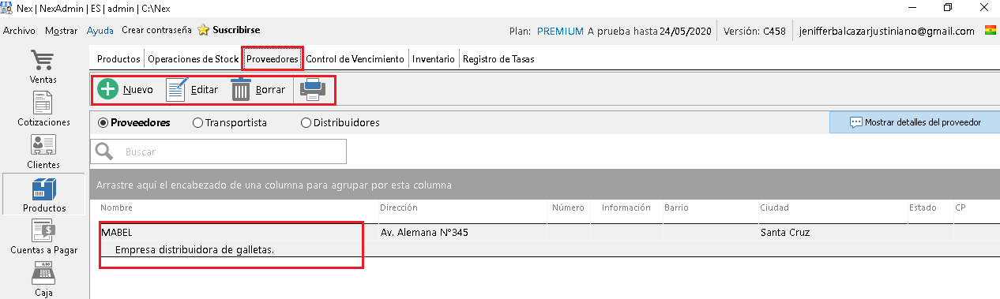 Nex | NexAdmin | ES | admin | C:\Nex
Archivo Mostrar Ayuda Crear contraseña Suscribirse Plan: PREMIUM A prueba hasta 24/05/2020 Versión: C458 jenifferbalcazarjustiniano@gmail.com
Productos Operaciones de Stock Proveedores Control de Vencimiento Inventario Registro de Tasas
Nuevo Editar Borrar
Proveedores Transportista Distribuidores Mostrar detalles del proveedor
Buscar
Arrastre aquí el encabezado de una columna para agrupar por esta columna
Nombre Dirección Número Información Barrio Ciudad Estado CP
MABEL Av. Alemana N°345 Santa Cruz
Empresa distribuidora de galletas.
Ventas
Cotizaciones
Clientes
Productos
Cuentas a Pagar
0.00
Caja